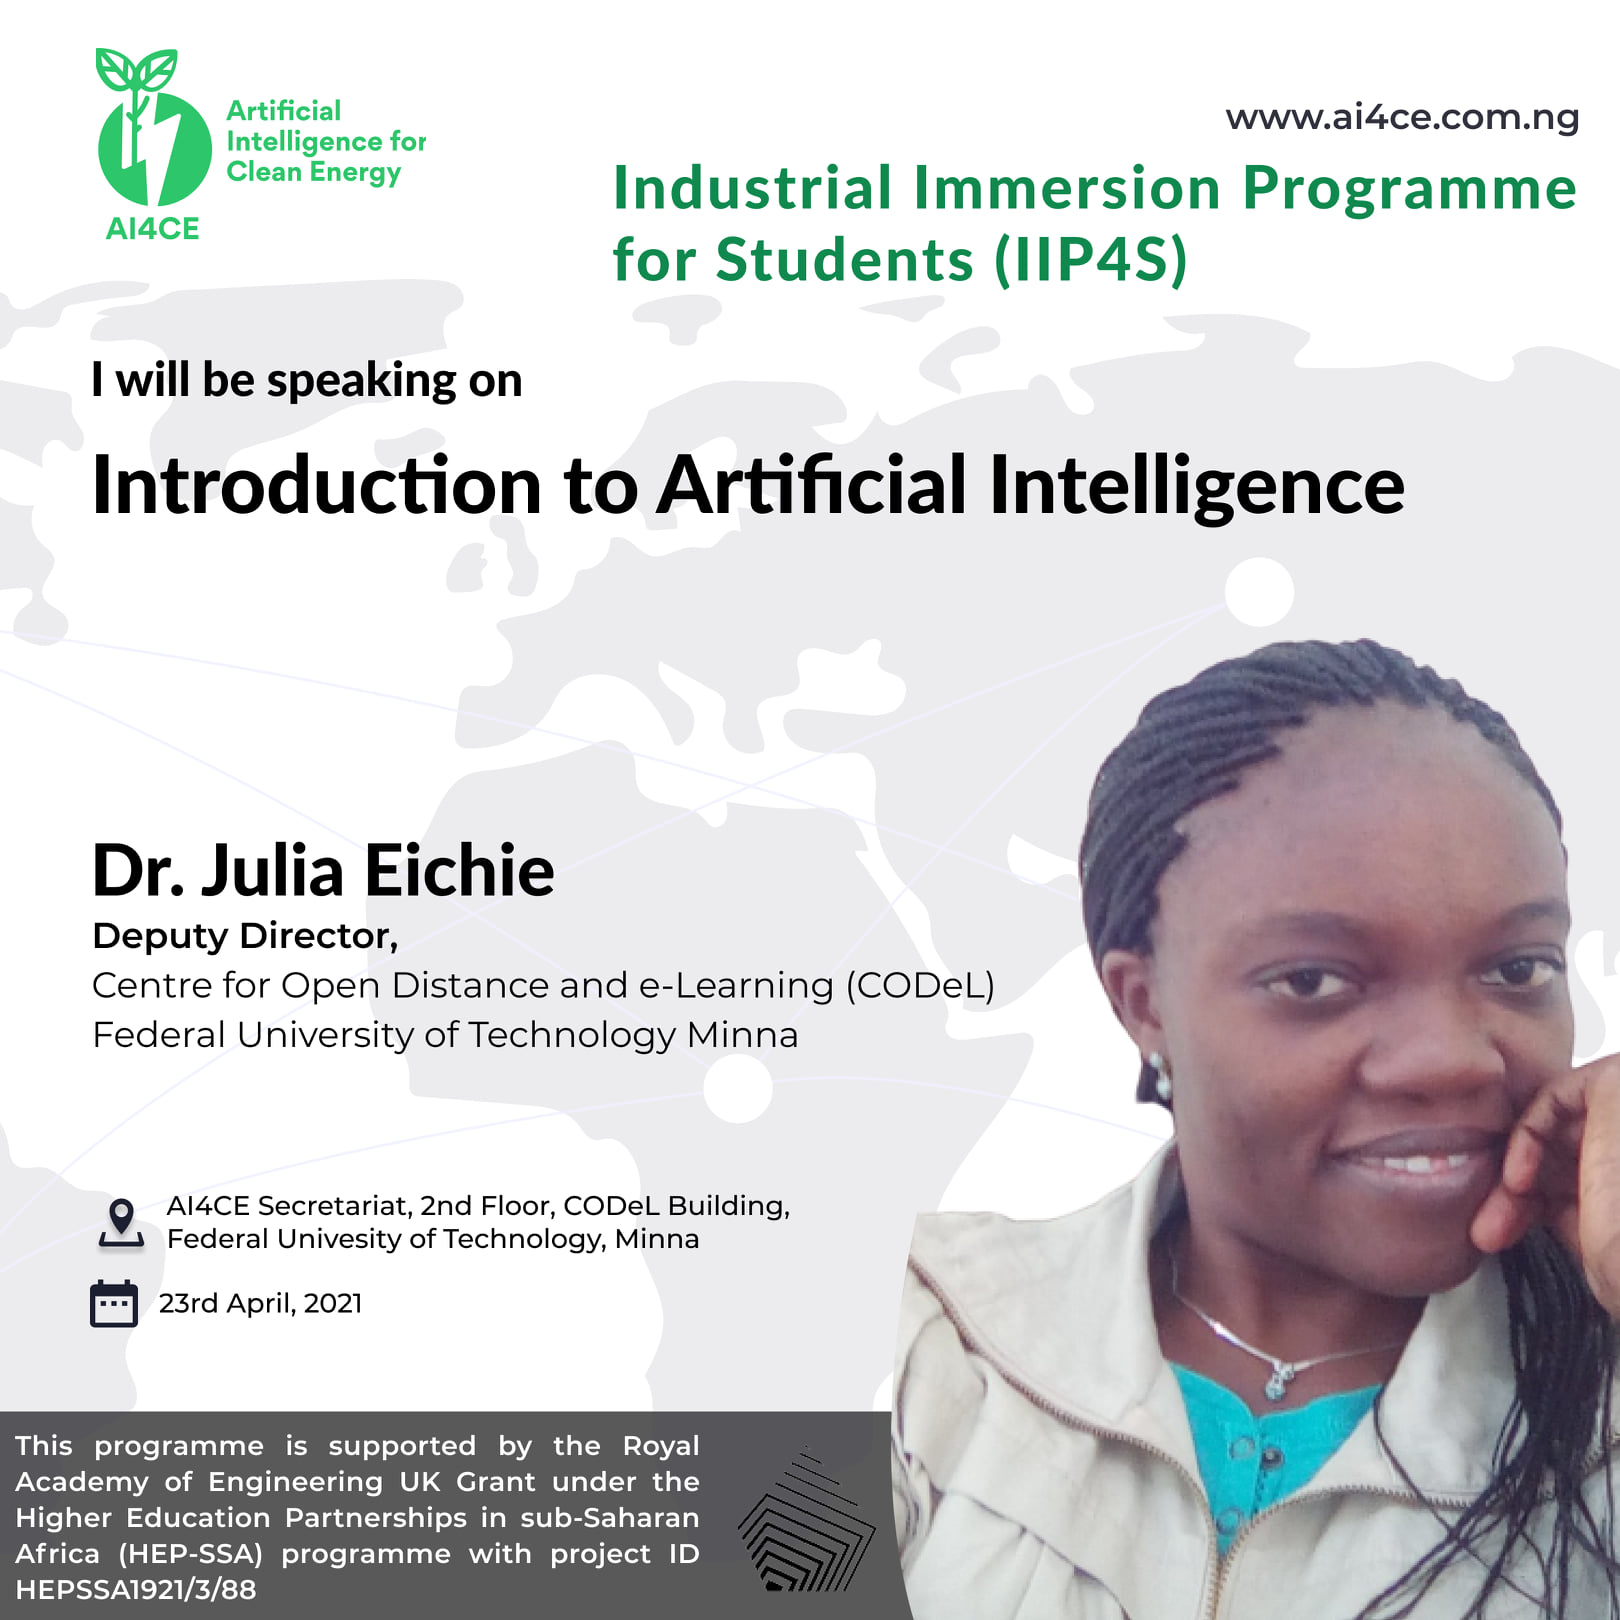 Artificial
Intelligence for
Clean Energy
AI4CE
www.ai4ce.com.ng
Industrial Immersion Programme
for Students (IIP4S)
I will be speaking on
Introduction to Artificial Intelligence
Dr. Julia Eichie
Deputy Director,
Centre for Open Distance and e-Learning (CODeL)
Federal University of Technology Minna
AI4CE Secretariat, 2nd Floor, CODeL Building,
Federal Univesity of Technology, Minna
23rd April, 2021
This programme is supported by the Royal
Academy of Engineering UK Grant under the
Higher Education Partnerships in sub-Saharan
Africa (HEP-SSA) programme with project ID
HEPSSA1921/3/88